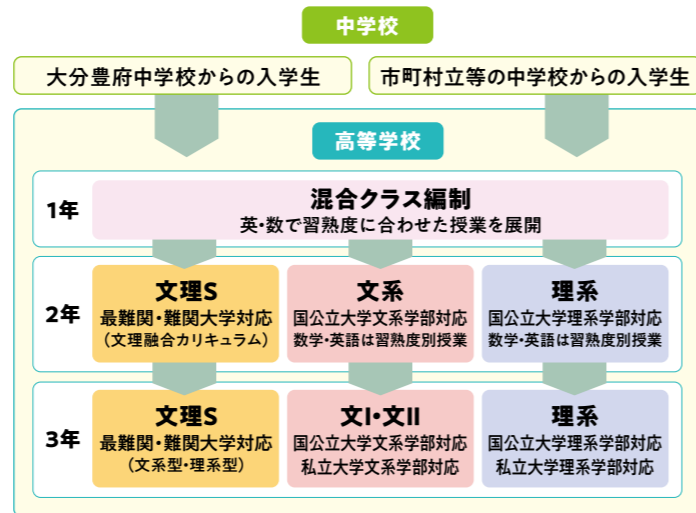 中学校
大分豊府中学校からの入学生
市町村立等の中学校からの入学生
高等学校
1年
混合クラス編制
英・数で習熟度に合わせた授業を展開
2年
文理S
最難関・難関大学対応
（文理融合カリキュラム）
文系
国公立大学文系学部対応
数学・英語は習熟度別授業
理系
国公立大学理系学部対応
数学・英語は習熟度別授業
3年
文理S
最難関・難関大学対応
（文系型・理系型）
文I・文II
国公立大学文系学部対応
私立大学文系学部対応
理系
国公立大学理系学部対応
私立大学理系学部対応